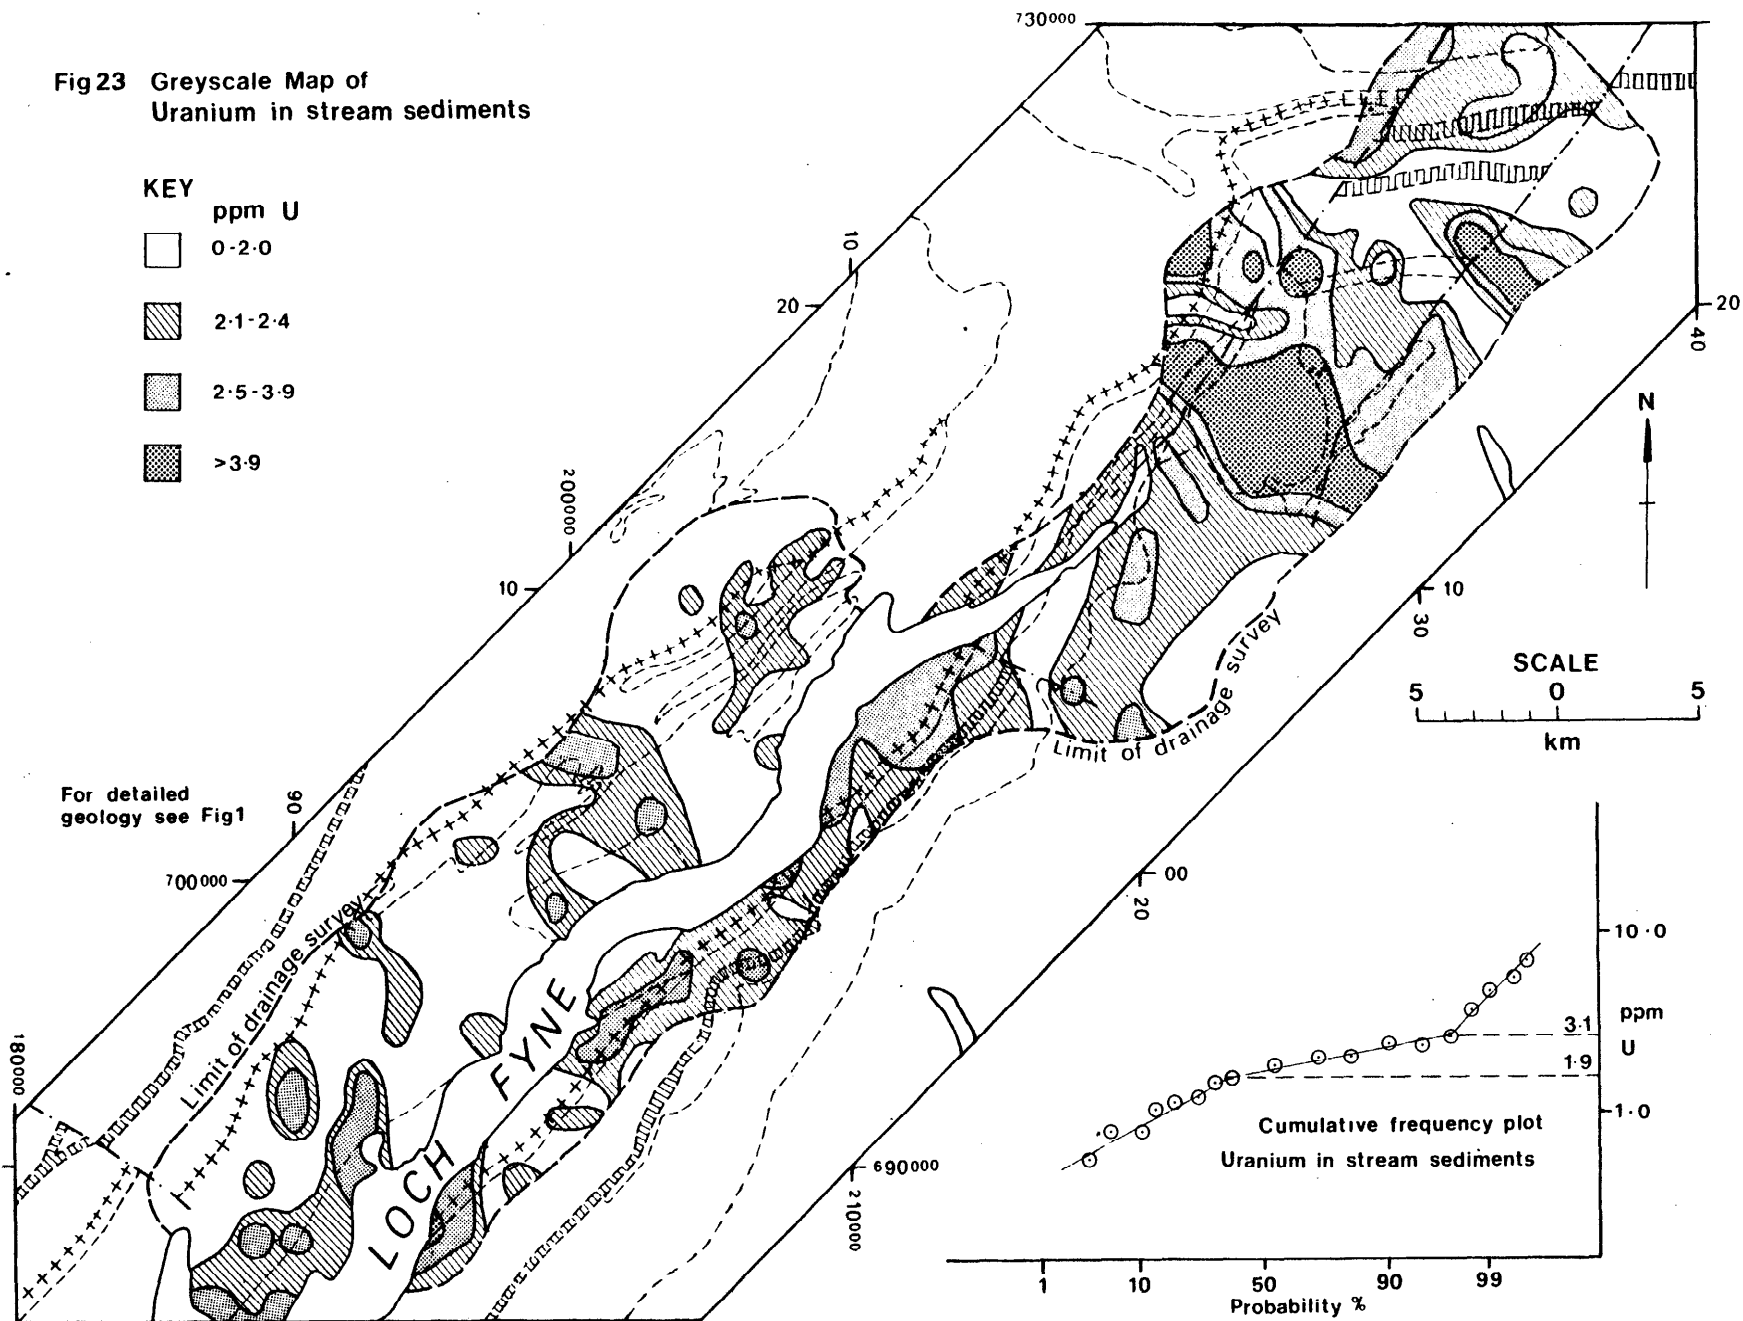 Fig 23 Greyscale Map of
Uranium in stream sediments
KEY
ppm U
0-2·0
2·1-2·4
2·5-3·9
>3·9
730000
10
20
20
40
N
200000
10
10
30
SCALE
5 0 5
km
Limit of drainage survey
For detailed
geology see Fig1
90
700000
00
20
Limit of drainage survey
180000
LOCH FYNE
690000
210000
10·0
ppm
U
3·1
1·9
1·0
Cumulative frequency plot
Uranium in stream sediments
1 10 50 90 99
Probability %